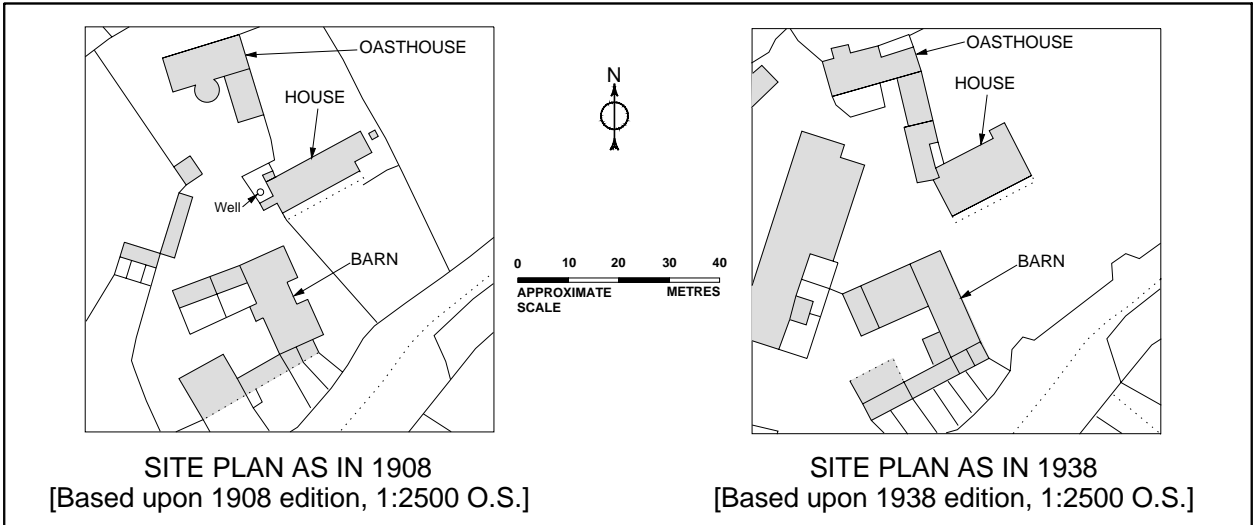 OASTHOUSE
HOUSE
Well
BARN
SITE PLAN AS IN 1908
[Based upon 1908 edition, 1:2500 O.S.]
N
0 10 20 30 40
APPROXIMATE METRES
SCALE
OASTHOUSE
HOUSE
BARN
SITE PLAN AS IN 1938
[Based upon 1938 edition, 1:2500 O.S.]